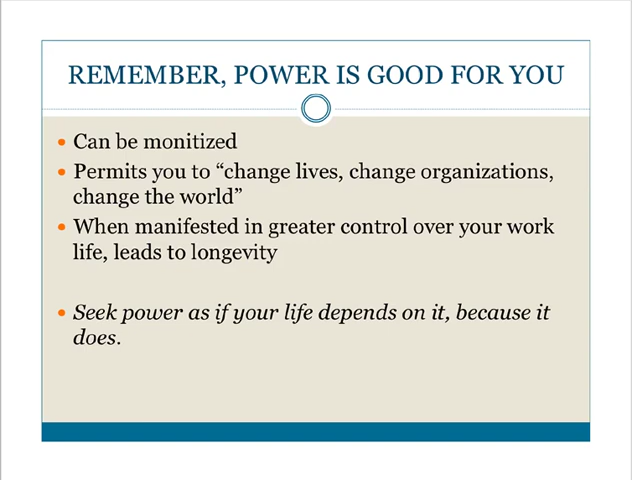 REMEMBER, POWER IS GOOD FOR YOU
Can be monitized
Permits you to “change lives, change organizations,
change the world”
When manifested in greater control over your work
life, leads to longevity
Seek power as if your life depends on it, because it
does.